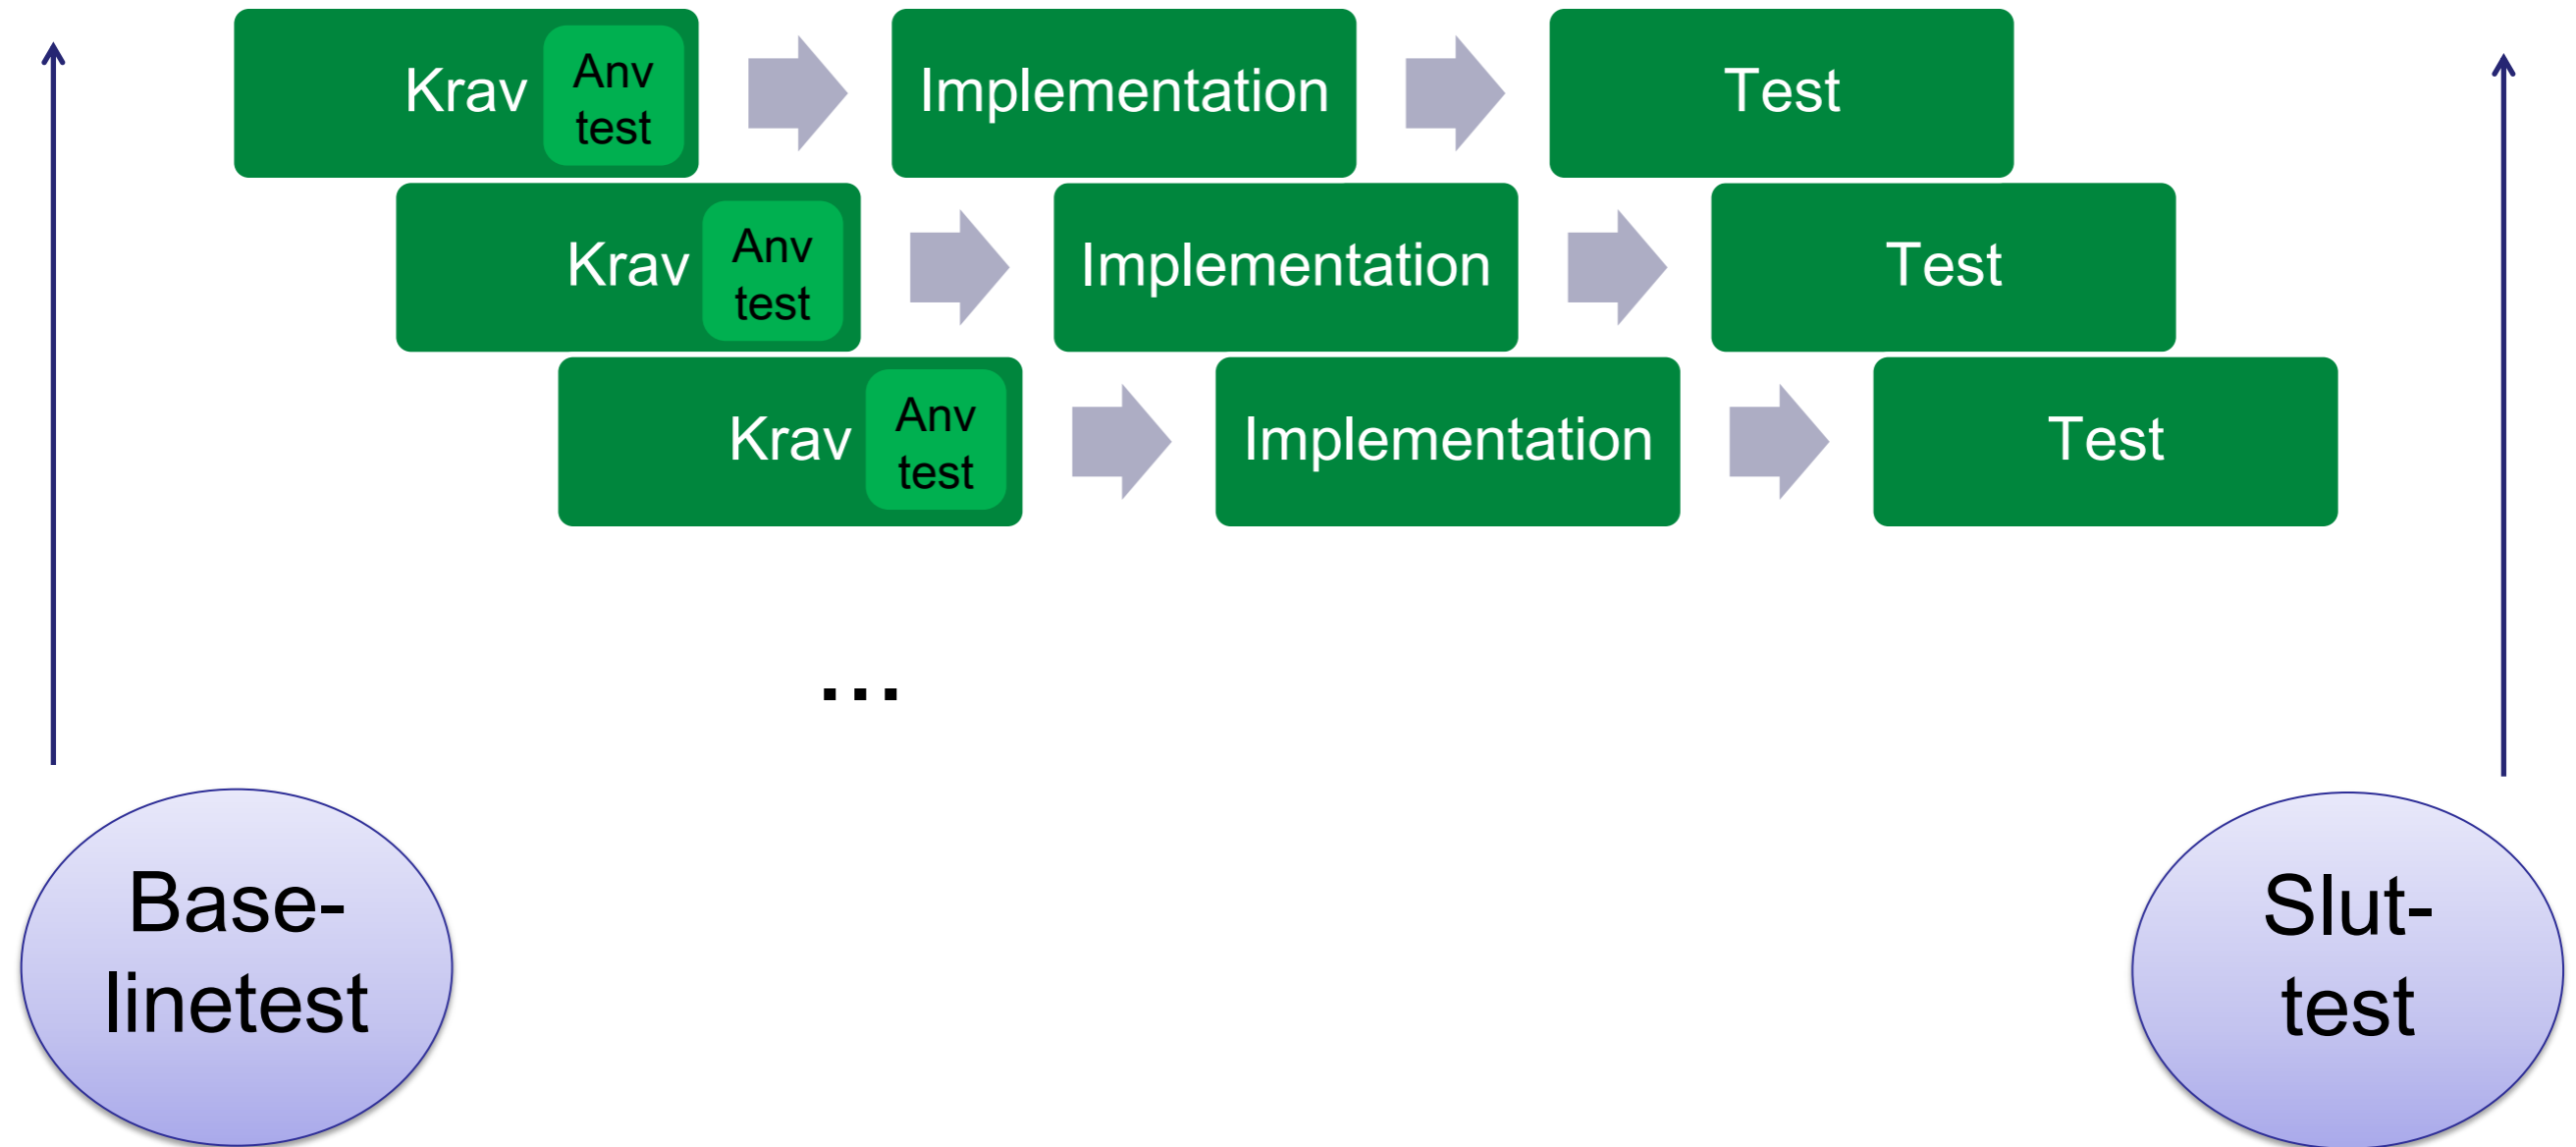 Krav
Anv
test
Implementation
Test
Krav
Anv
test
Implementation
Test
Krav
Anv
test
Implementation
Test
...
Base-
linetest
Slut-
test